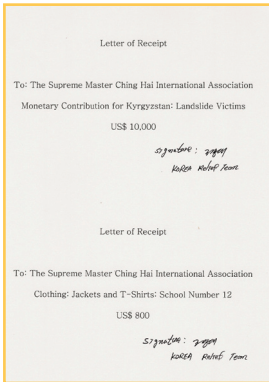 Letter of Receipt
To: The Supreme Master Ching Hai International Association
Monetary Contribution for Kyrgyzstan: Landslide Victims
US$ 10,000
signature :
KOREA Relief Team
Letter of Receipt
To: The Supreme Master Ching Hai International Association
Clothing: Jackets and T-Shirts: School Number 12
US$ 800
signature :
KOREA Relief Team